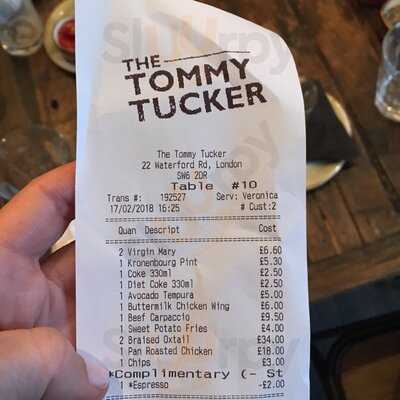 THE
TOMMY
TUCKER
The Tommy Tucker
22 Waterford Rd, London
SW6 2DR
Table #10
Trans #: 192527 Serv: Veronica
17/02/2018 16:25 # Cust:2
Quan Descript Cost
2 Virgin Mary £6.60
1 Kronenbourg Pint £5.30
1 Coke 330ml £2.50
1 Diet Coke 330ml £2.50
1 Avocado Tempura £5.00
1 Buttermilk Chicken Wing £6.00
1 Beef Carpaccio £9.50
1 Sweet Potato Fries £4.00
2 Braised Oxtail £34.00
1 Pan Roasted Chicken £18.00
1 Chips £3.00
*Complimentary (- St
1 *Espresso -£2.00